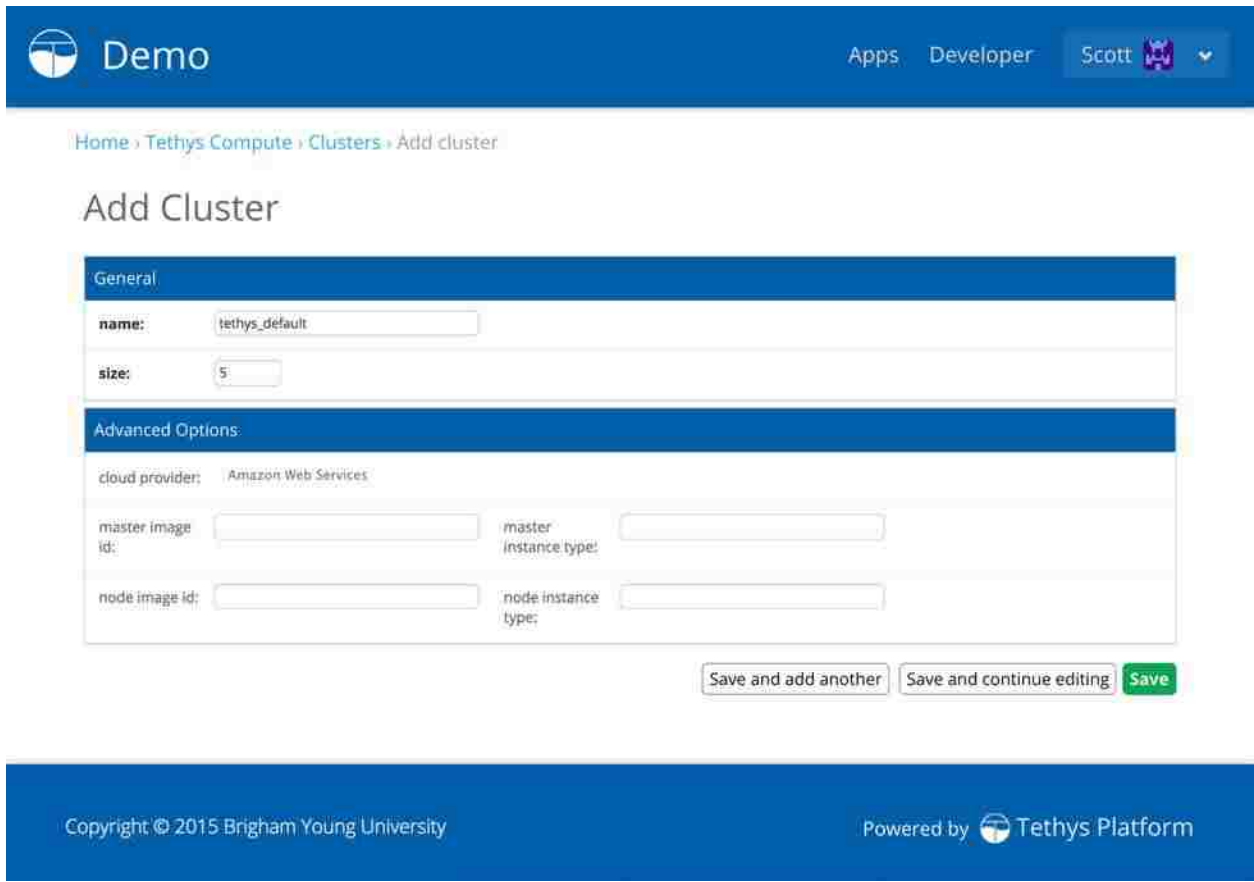 Demo
Apps Developer Scott
Home › Tethys Compute › Clusters › Add cluster
Add Cluster
General
name: tethys_default
size: 5
Advanced Options
cloud provider: Amazon Web Services
master image id: master instance type:
node image id: node instance type:
Save and add another Save and continue editing Save
Copyright © 2015 Brigham Young University
Powered by Tethys Platform